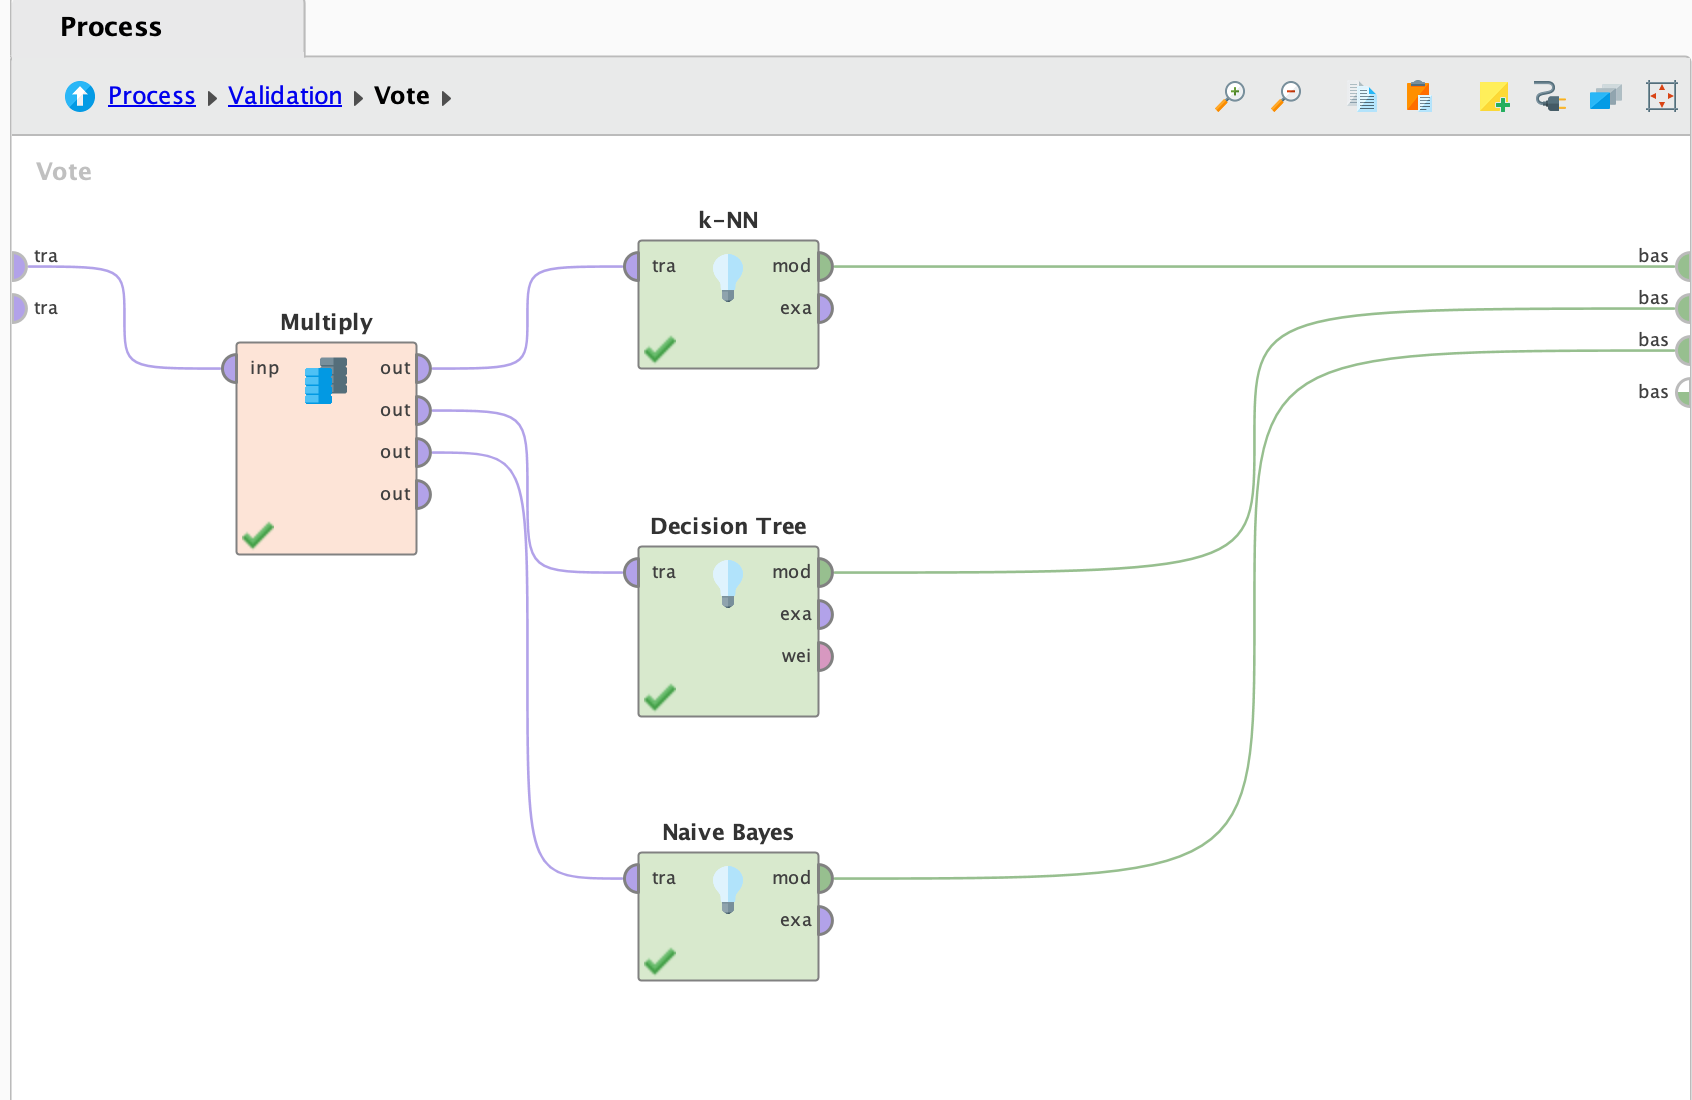 Process
Process Validation Vote
Vote
tra
tra
Multiply
inp out
out
out
out
k-NN
tra mod
exa
Decision Tree
tra mod
exa
wei
Naive Bayes
tra mod
exa
bas
bas
bas
bas